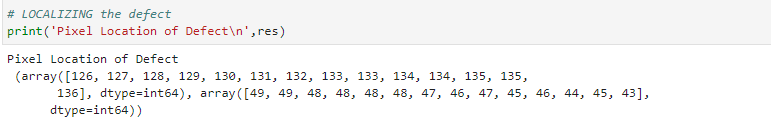 # LOCALIZING the defect
print('Pixel Location of Defect\n',res)
Pixel Location of Defect
(array([126, 127, 128, 129, 130, 131, 132, 133, 133, 134, 134, 135, 135,
136], dtype=int64), array([49, 49, 48, 48, 48, 48, 47, 46, 47, 45, 46, 44, 45, 43],
dtype=int64))